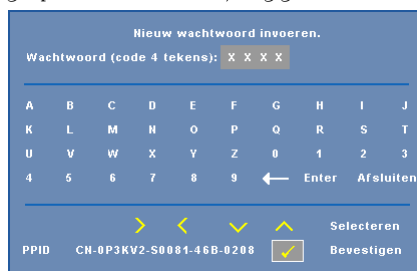 Nieuw wachtwoord invoeren.
Wachtwoord (code 4 tekens): X X X X
A B C D E F G H I J
K L M N O P Q R S T
U V W X Y Z 0 1 2 3
4 5 6 7 8 9 ← Enter Afsluiten
Selecteren
PPID CN-0P3KV2-S0081-46B-0208 Bevestigen